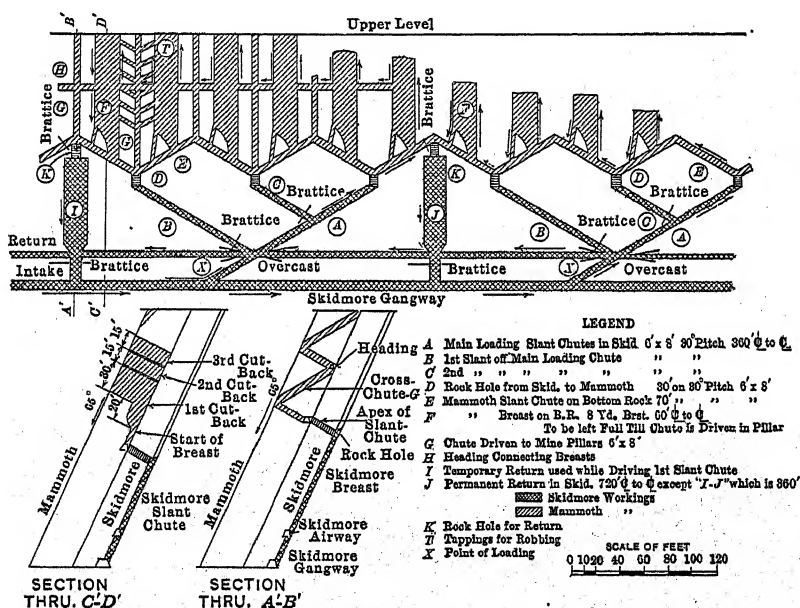 Upper Level
B' D'
H
T
Brattice
G
F
G
Brattice
F
K
E
D
I
C
Brattice
Brattice
A
B
K
J
D
E
Brattice
C
B
A
Return
X
Overcast
X
Overcast
Intake
Brattice
Brattice
Skidmore Gangway
A' C'
30' 15' 15'
3rd Cut-Back
2nd Cut-Back
1st Cut-Back
65°
20'
Start of Breast
Mammoth
Skidmore
Skidmore Slant Chute
SECTION THRU. C'-D'
Heading
Cross-Chute-G
65°
Apex of Slant-Chute
Rock Hole
Skidmore Breast
Mammoth
Skidmore
Skidmore Airway
Skidmore Gangway
SECTION THRU. A'-B'
LEGEND
A Main Loading Slant Chutes in Skid. 6'x 8' 30° Pitch 360' ℄ to ℄
B 1st Slant off Main Loading Chute " " "
C 2nd " " " " " " "
D Rock Hole from Skid. to Mammoth 30' on 30° Pitch 6'x 8'
E Mammoth Slant Chute on Bottom Rock 70' " " "
F " Breast on B.R. 8 Yd. Brst. 60' ℄ to ℄
To be left Full Till Chute is Driven in Pillar
G Chute Driven to Mine Pillars 6'x 8'
H Heading Connecting Breasts
I Temporary Return used while Driving 1st Slant Chute
J Permanent Return in Skid. 720' ℄ to ℄ except "I-J" which is 360'
Skidmore Workings
Mammoth "
K Rock Hole for Return
T Tappings for Robbing
X Point of Loading
SCALE OF FEET
0 10 20 40 60 80 100 120